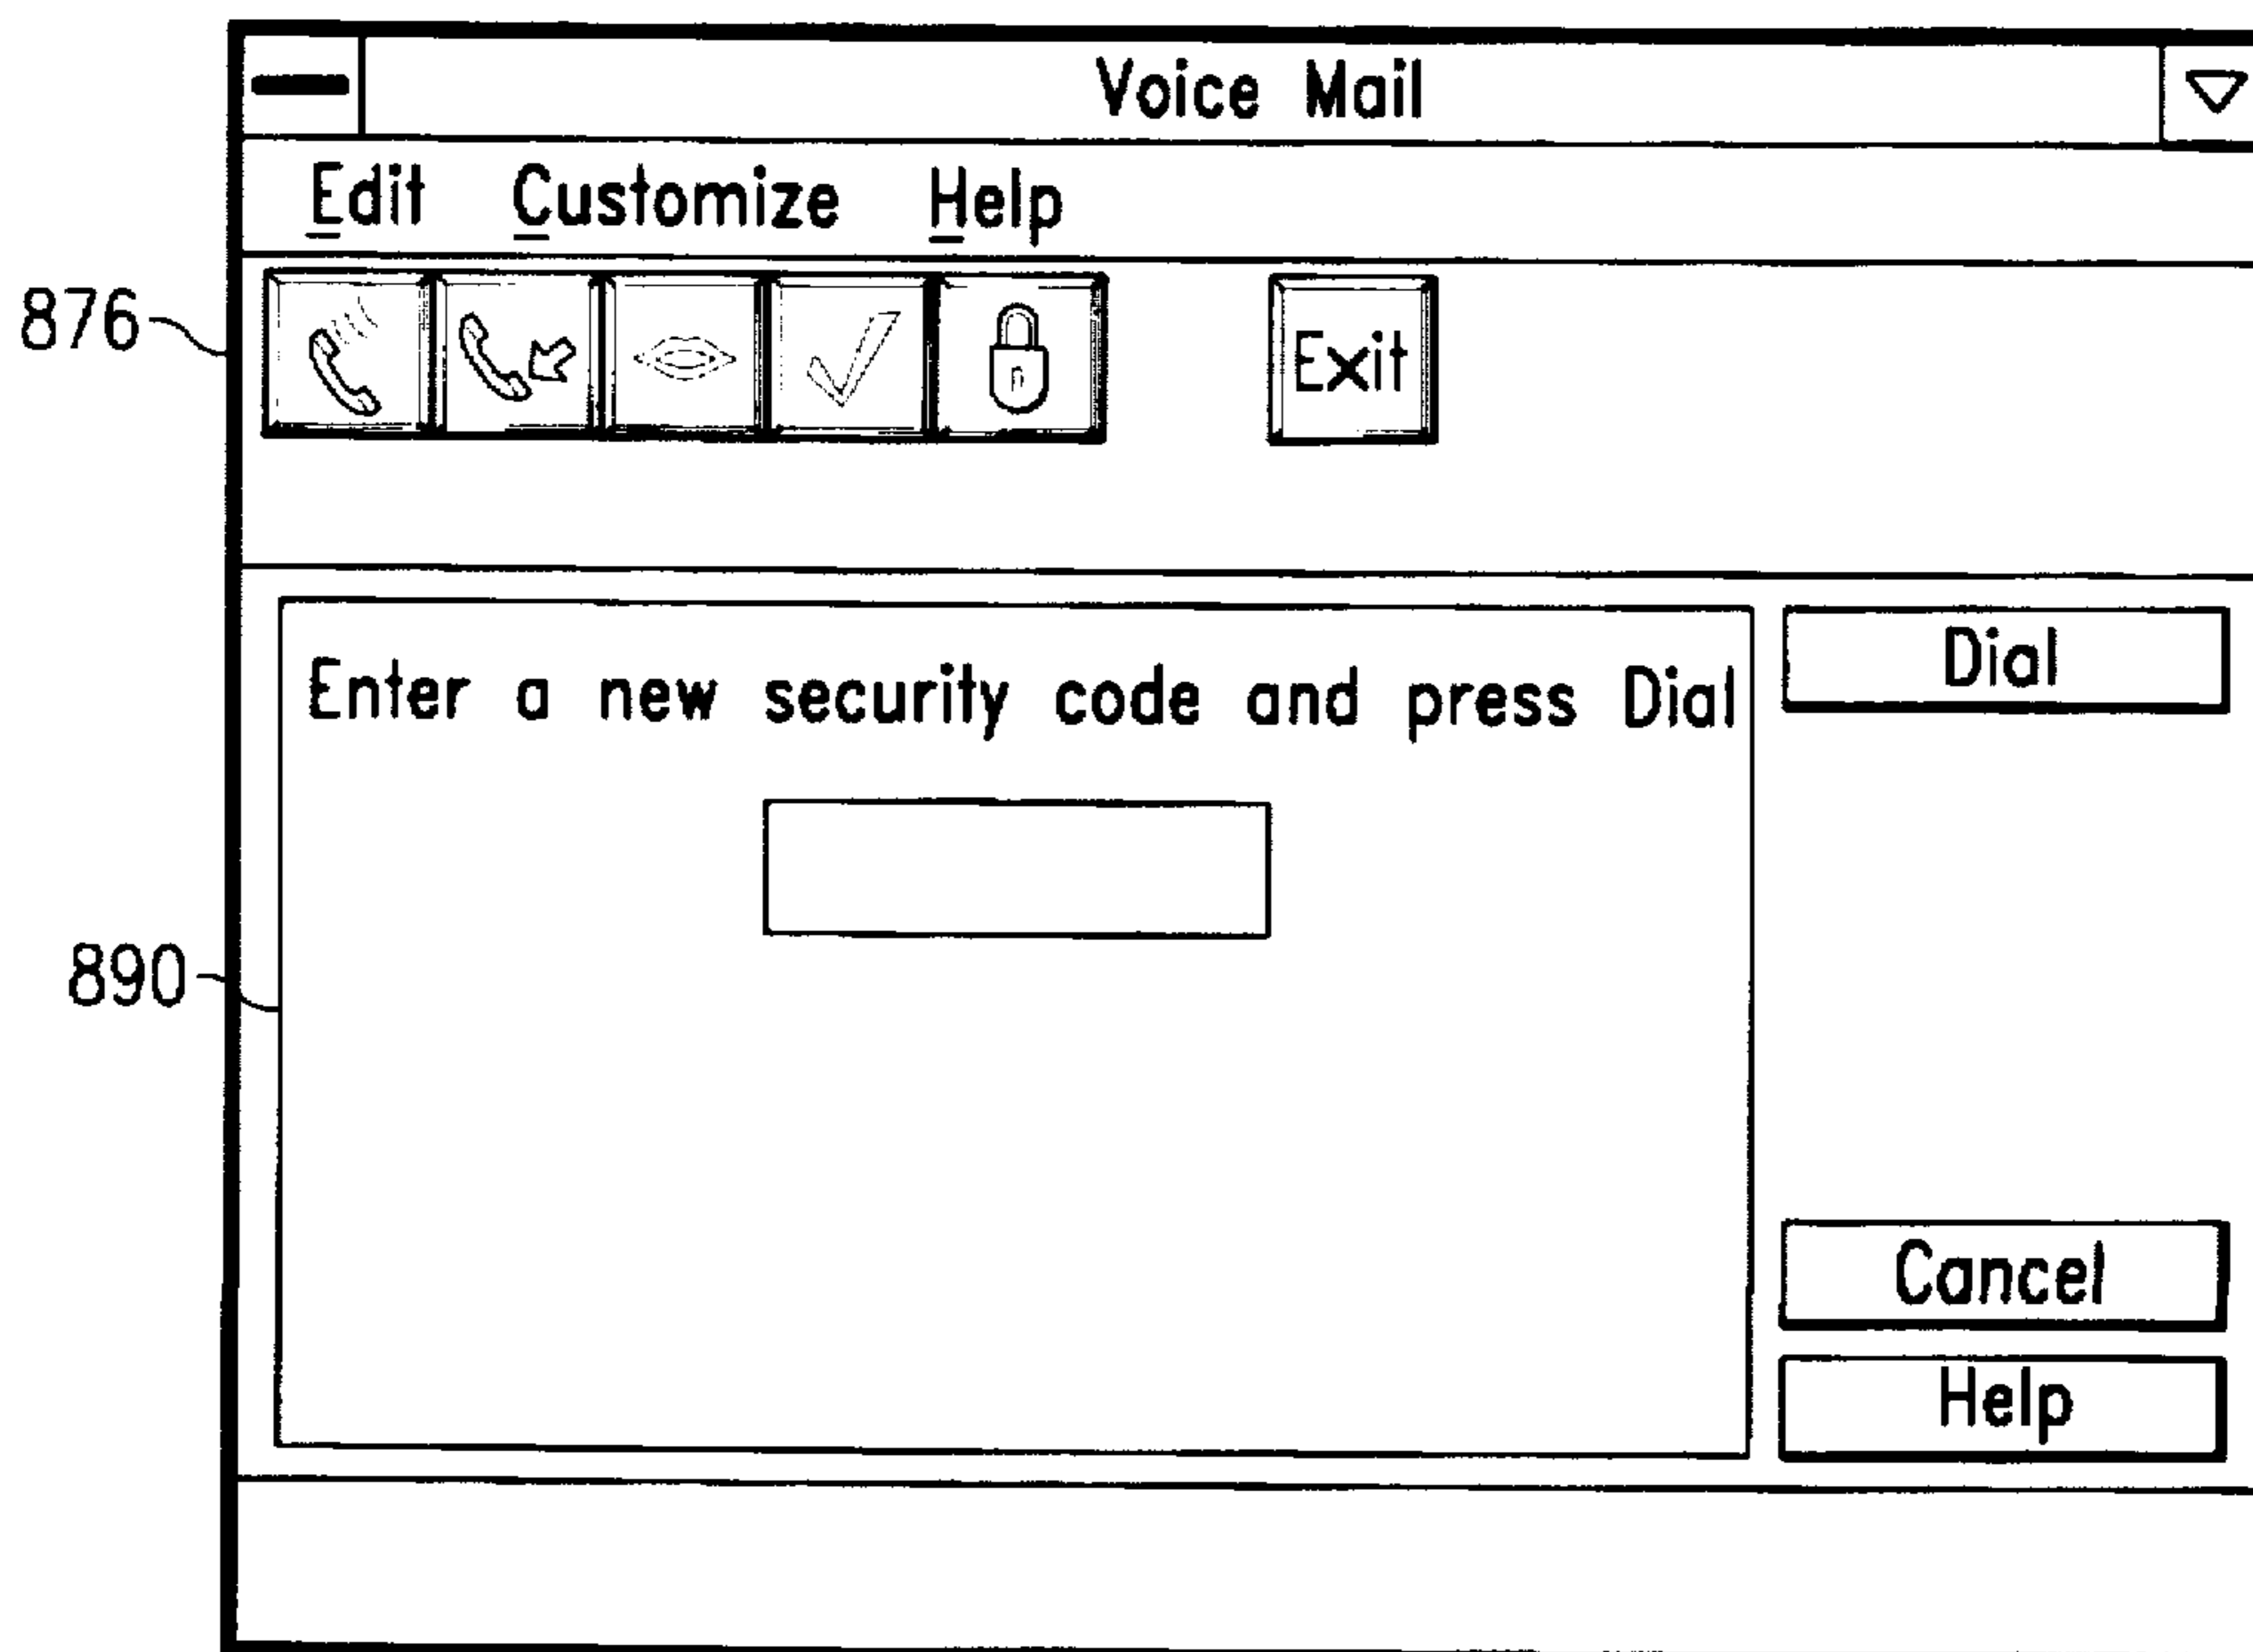 Voice Mail
Edit Customize Help
876
Exit
Enter a new security code and press Dial
Dial
890
Cancel
Help